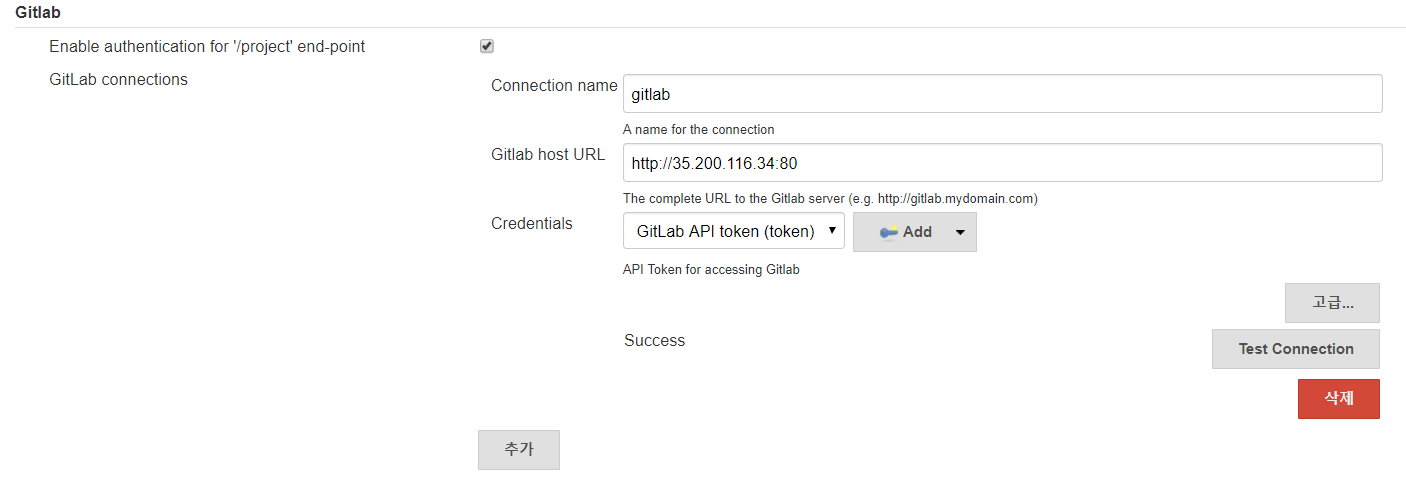 Gitlab
Enable authentication for '/project' end-point
GitLab connections
Connection name
gitlab
A name for the connection
Gitlab host URL
http://35.200.116.34:80
The complete URL to the Gitlab server (e.g. http://gitlab.mydomain.com)
Credentials
GitLab API token (token)
Add
API Token for accessing Gitlab
고급...
Success
Test Connection
삭제
추가